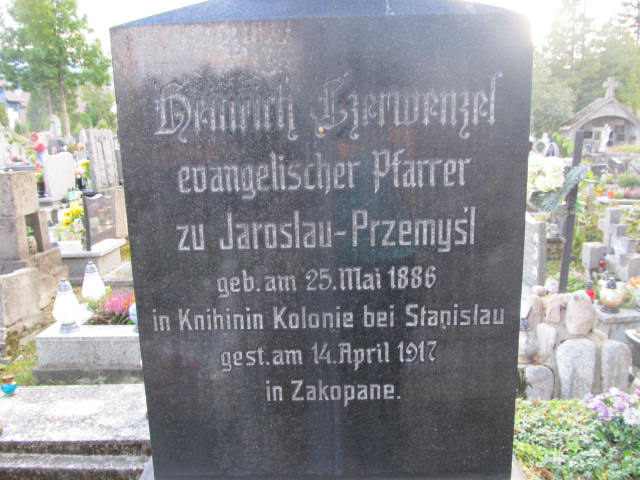 Heinrich Czerwenzel
evangelischer Pfarrer
zu Jaroslau-Przemyśl
geb. am 25. Mai 1886
in Knihinin Kolonie bei Stanislau
gest. am 14. April 1917
in Zakopane.